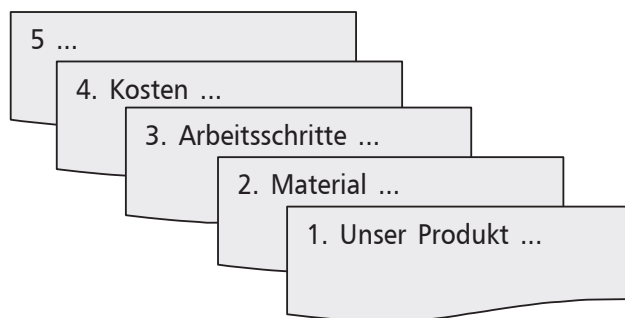 5 ...
4. Kosten ...
3. Arbeitsschritte ...
2. Material ...
1. Unser Produkt ...